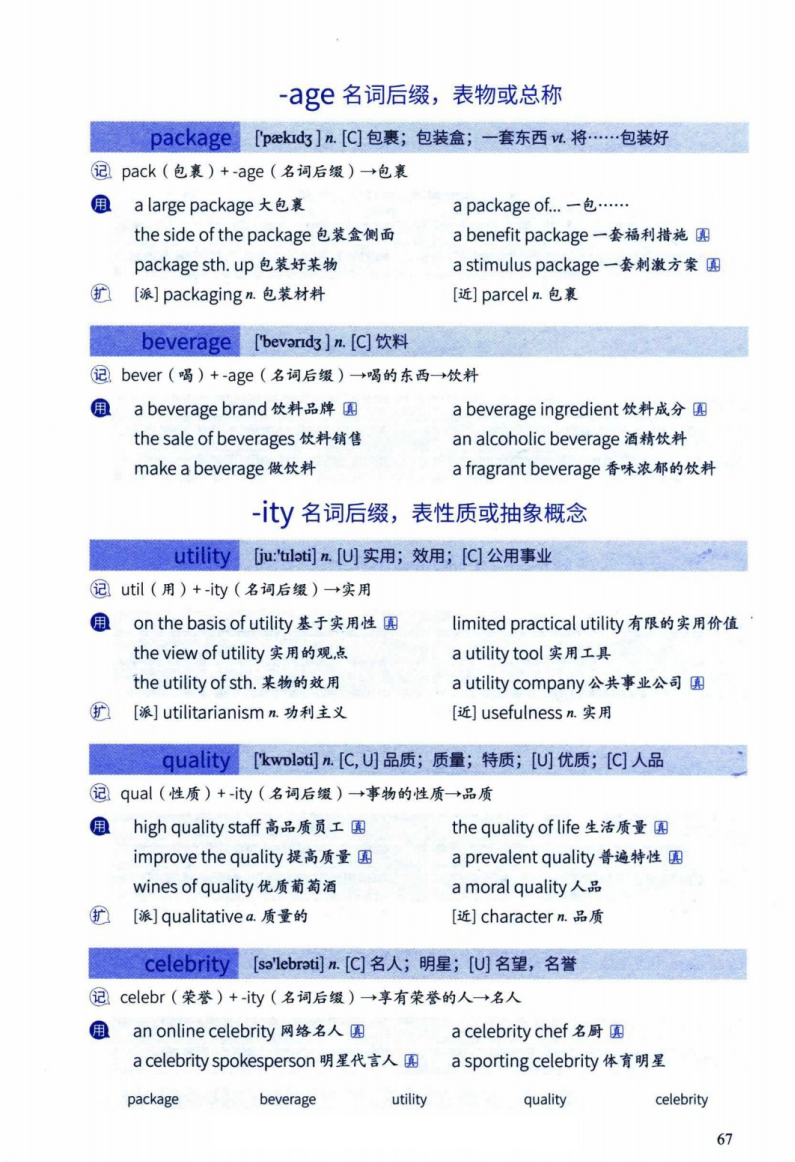 -age 名词后缀，表物或总称
package ['pækɪdʒ] n. [C] 包裹；包装盒；一套东西 vt. 将……包装好
记 pack（包裹）+ -age（名词后缀）→包裹
用 a large package 大包裹 a package of... 一包……
the side of the package 包装盒侧面 a benefit package 一套福利措施 真
package sth. up 包装好某物 a stimulus package 一套刺激方案 真
扩 [派] packaging n. 包装材料 [近] parcel n. 包裹
beverage ['bevərɪdʒ] n. [C] 饮料
记 bever（喝）+ -age（名词后缀）→喝的东西→饮料
用 a beverage brand 饮料品牌 真 a beverage ingredient 饮料成分 真
the sale of beverages 饮料销售 an alcoholic beverage 酒精饮料
make a beverage 做饮料 a fragrant beverage 香味浓郁的饮料
-ity 名词后缀，表性质或抽象概念
utility [ju:'tɪləti] n. [U] 实用；效用；[C] 公用事业
记 util（用）+ -ity（名词后缀）→实用
用 on the basis of utility 基于实用性 真 limited practical utility 有限的实用价值
the view of utility 实用的观点 a utility tool 实用工具
the utility of sth. 某物的效用 a utility company 公共事业公司 真
扩 [派] utilitarianism n. 功利主义 [近] usefulness n. 实用
quality ['kwɒləti] n. [C, U] 品质；质量；特质；[U] 优质；[C] 人品
记 qual（性质）+ -ity（名词后缀）→事物的性质→品质
用 high quality staff 高品质员工 真 the quality of life 生活质量 真
improve the quality 提高质量 真 a prevalent quality 普遍特性 真
wines of quality 优质葡萄酒 a moral quality 人品
扩 [派] qualitative a. 质量的 [近] character n. 品质
celebrity [sə'lebrəti] n. [C] 名人；明星；[U] 名望，名誉
记 celebr（荣誉）+ -ity（名词后缀）→享有荣誉的人→名人
用 an online celebrity 网络名人 真 a celebrity chef 名厨 真
a celebrity spokesperson 明星代言人 真 a sporting celebrity 体育明星
package beverage utility quality celebrity
67